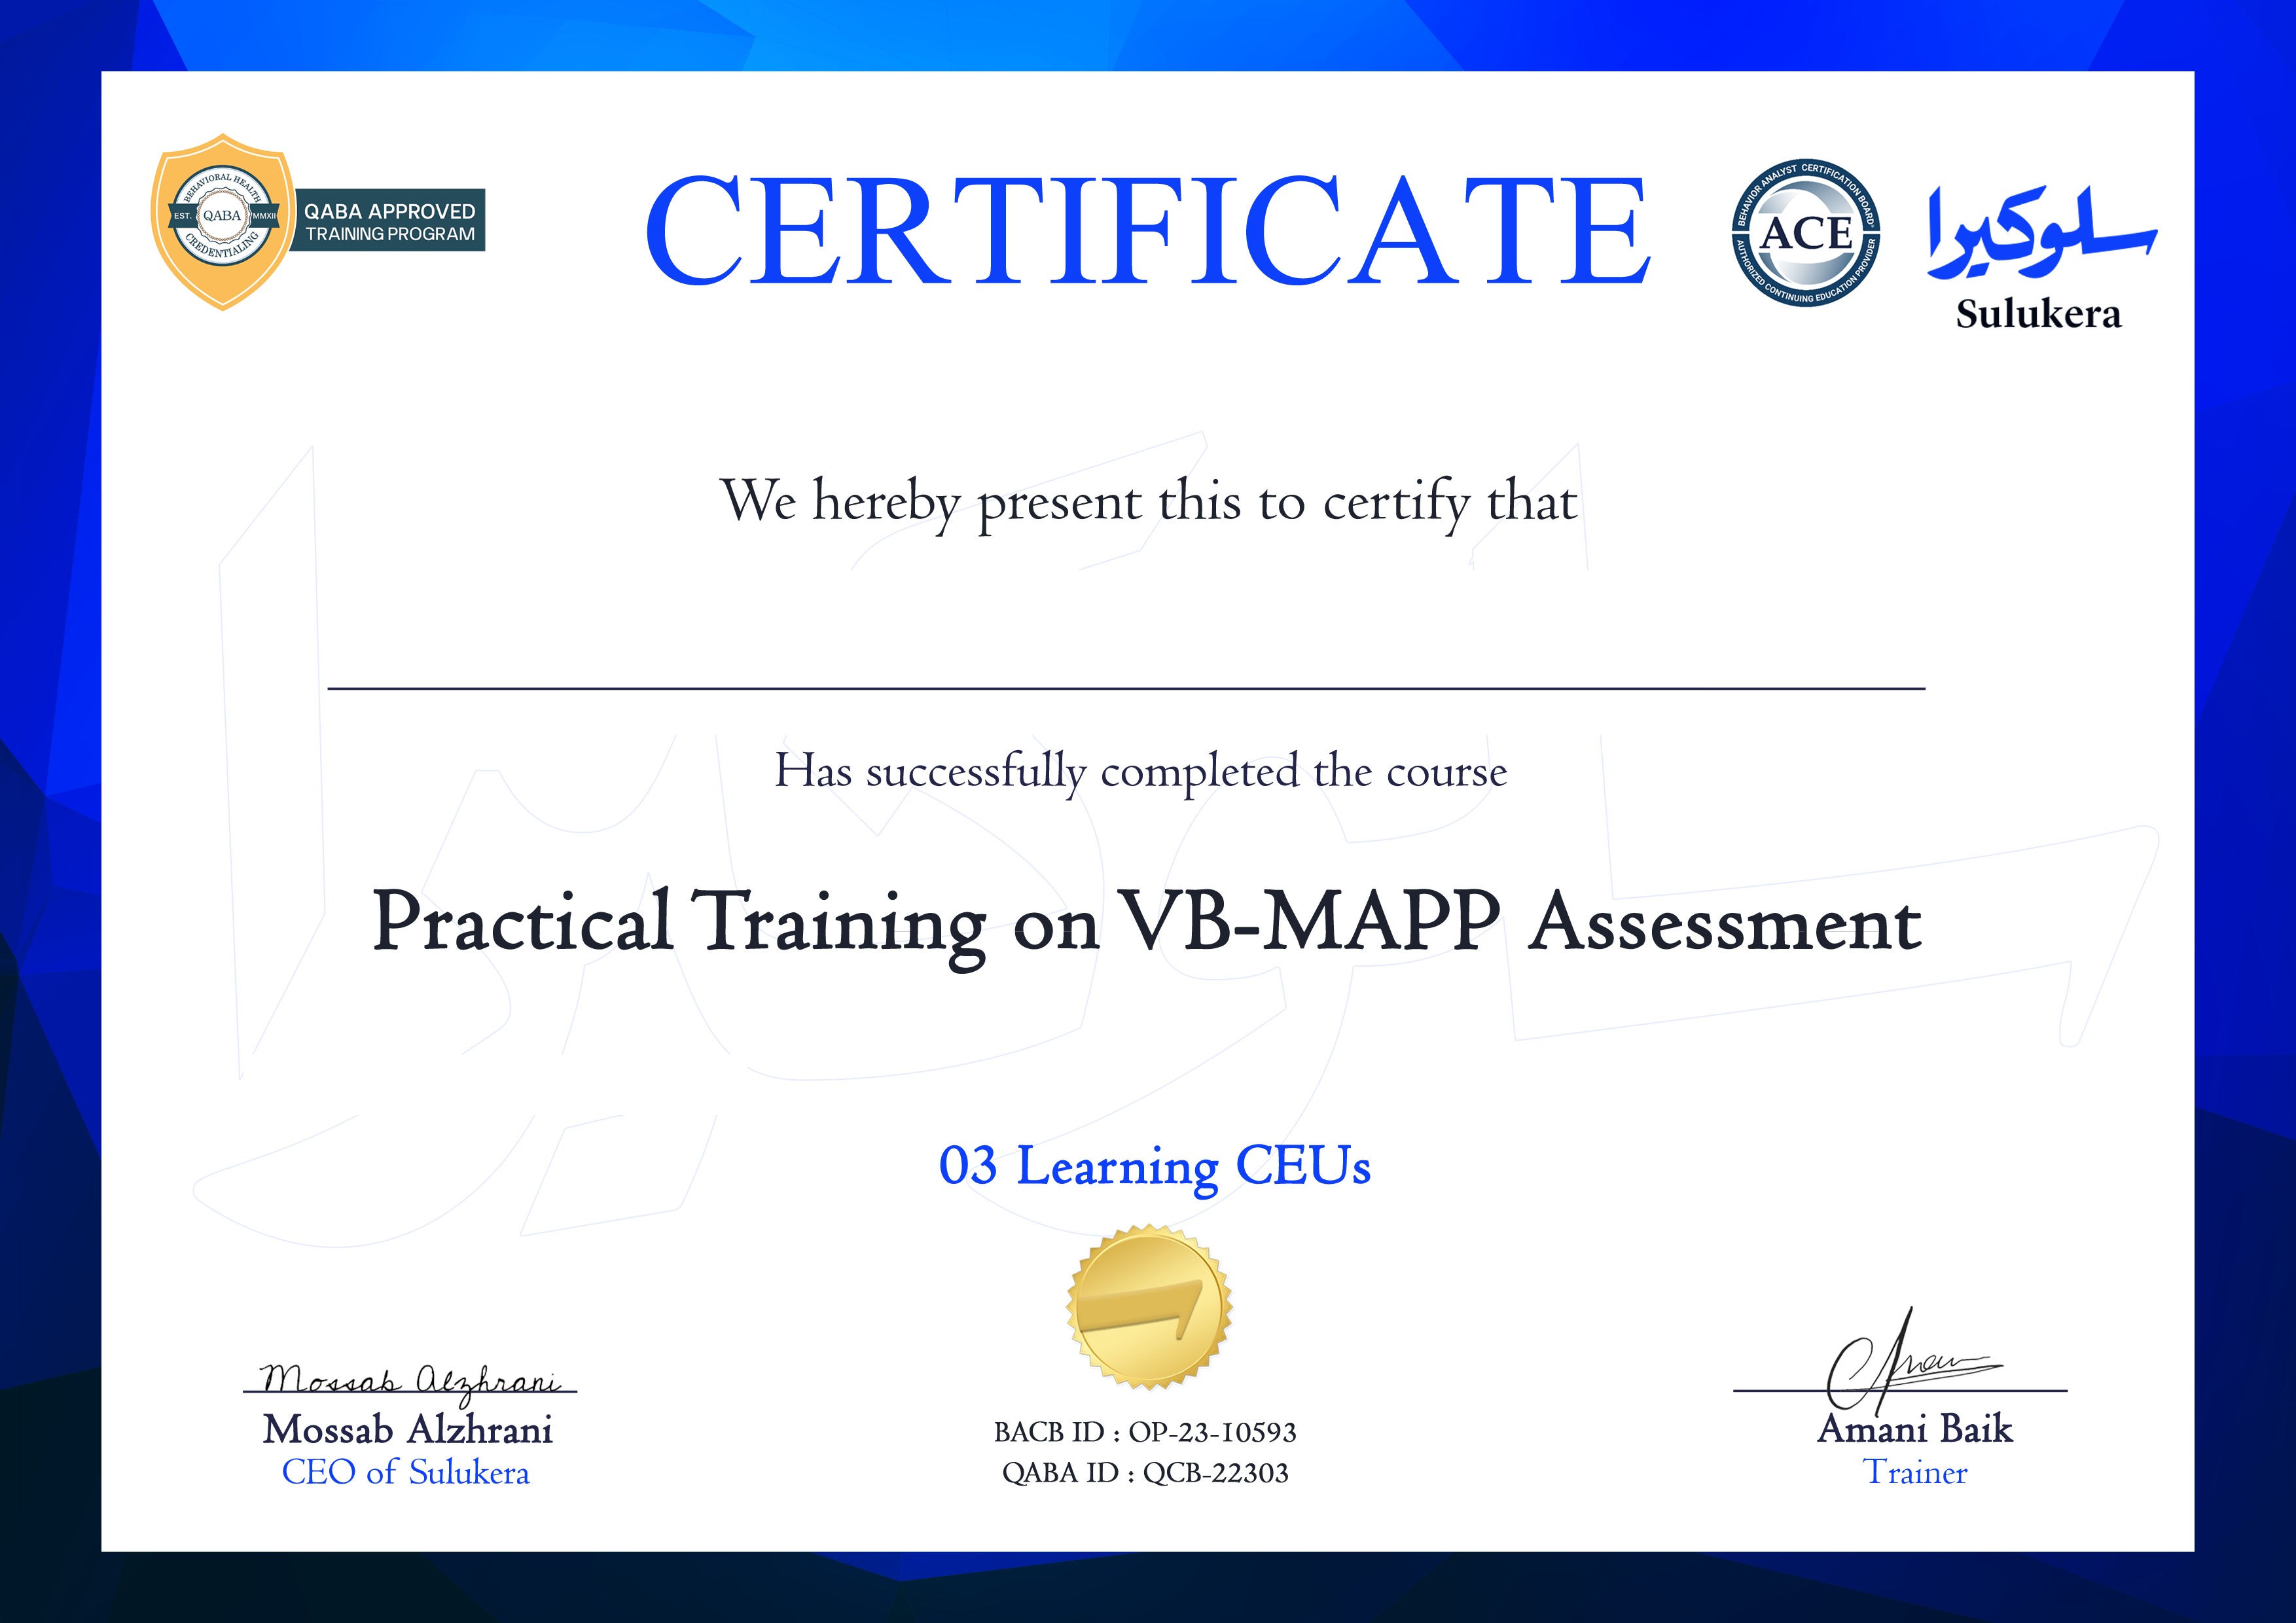 BEHAVIORAL HEALTH
EST. QABA MMXII
CREDENTIALING
QABA APPROVED
TRAINING PROGRAM
CERTIFICATE
BEHAVIOR ANALYST CERTIFICATION BOARD®
ACE
AUTHORIZED CONTINUING EDUCATION PROVIDER
سلوكيرا
Sulukera
We hereby present this to certify that
Has successfully completed the course
Practical Training on VB-MAPP Assessment
03 Learning CEUs
Mossab Alzhrani
Mossab Alzhrani
CEO of Sulukera
BACB ID : OP-23-10593
QABA ID : QCB-22303
Amani Baik
Trainer